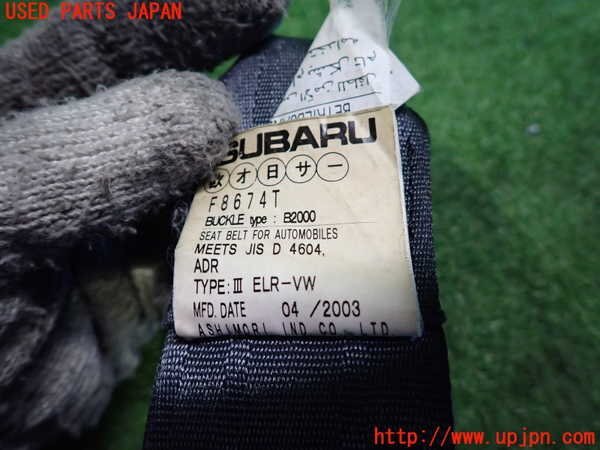 USED PARTS JAPAN
SUBARU
欧 オ 日 サ ー
F8674T
BUCKLE type : B2000
SEAT BELT FOR AUTOMOBILES
MEETS JIS D 4604,
ADR
TYPE: III ELR-VW
MFD. DATE 04 /2003
ASHIMORI IND CO., LTD
http://www.upjpn.com/